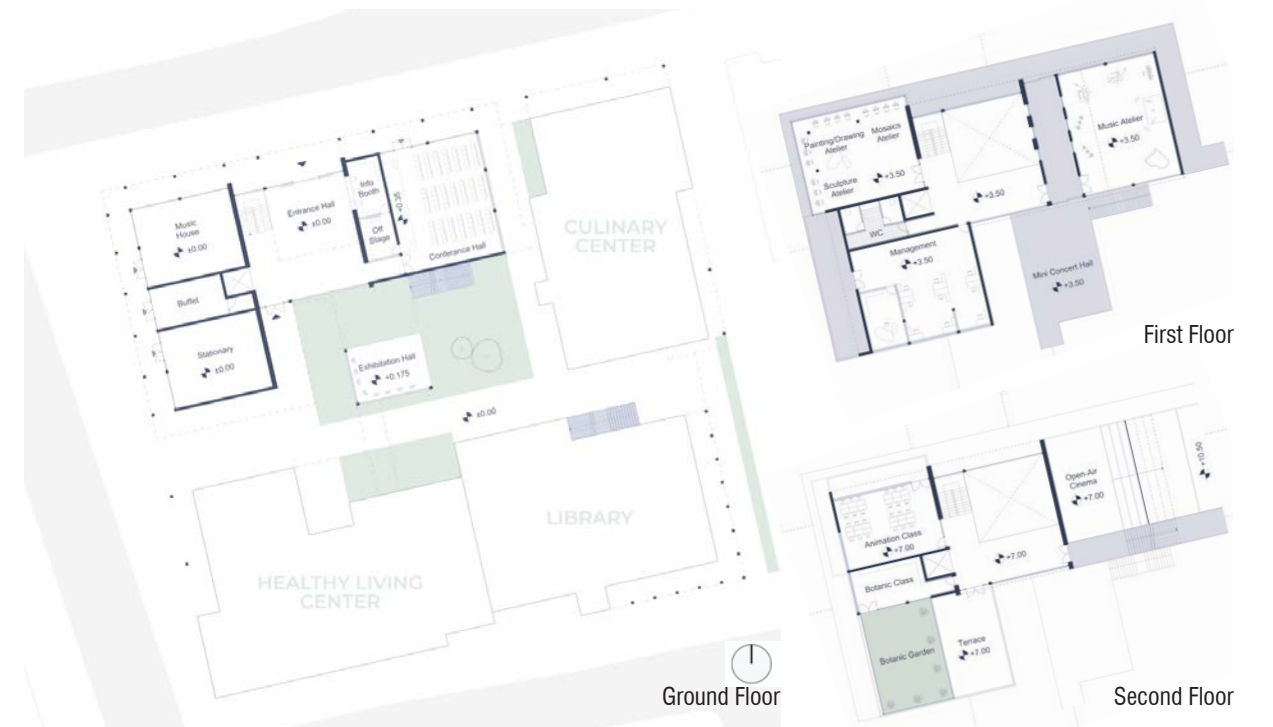 Music
House
±0.00
Buffet
Stationary
±0.00
Entrance Hall
±0.00
Info
Booth
Off
Stage
+0.35
Conference Hall
Exhibitation Hall
+0.175
±0.00
CULINARY
CENTER
LIBRARY
HEALTHY LIVING
CENTER
Ground Floor
Painting/Drawing
Atelier
Mosaics
Atelier
Sculpture
Atelier
+3.50
WC
Management
+3.50
+3.50
Music Atelier
+3.50
Mini Concert Hall
+3.50
First Floor
Animation Class
+7.00
Botanic Class
Botanic Garden
Terrace
+7.00
+7.00
Open-Air
Cinema
+7.00
+10.50
Second Floor